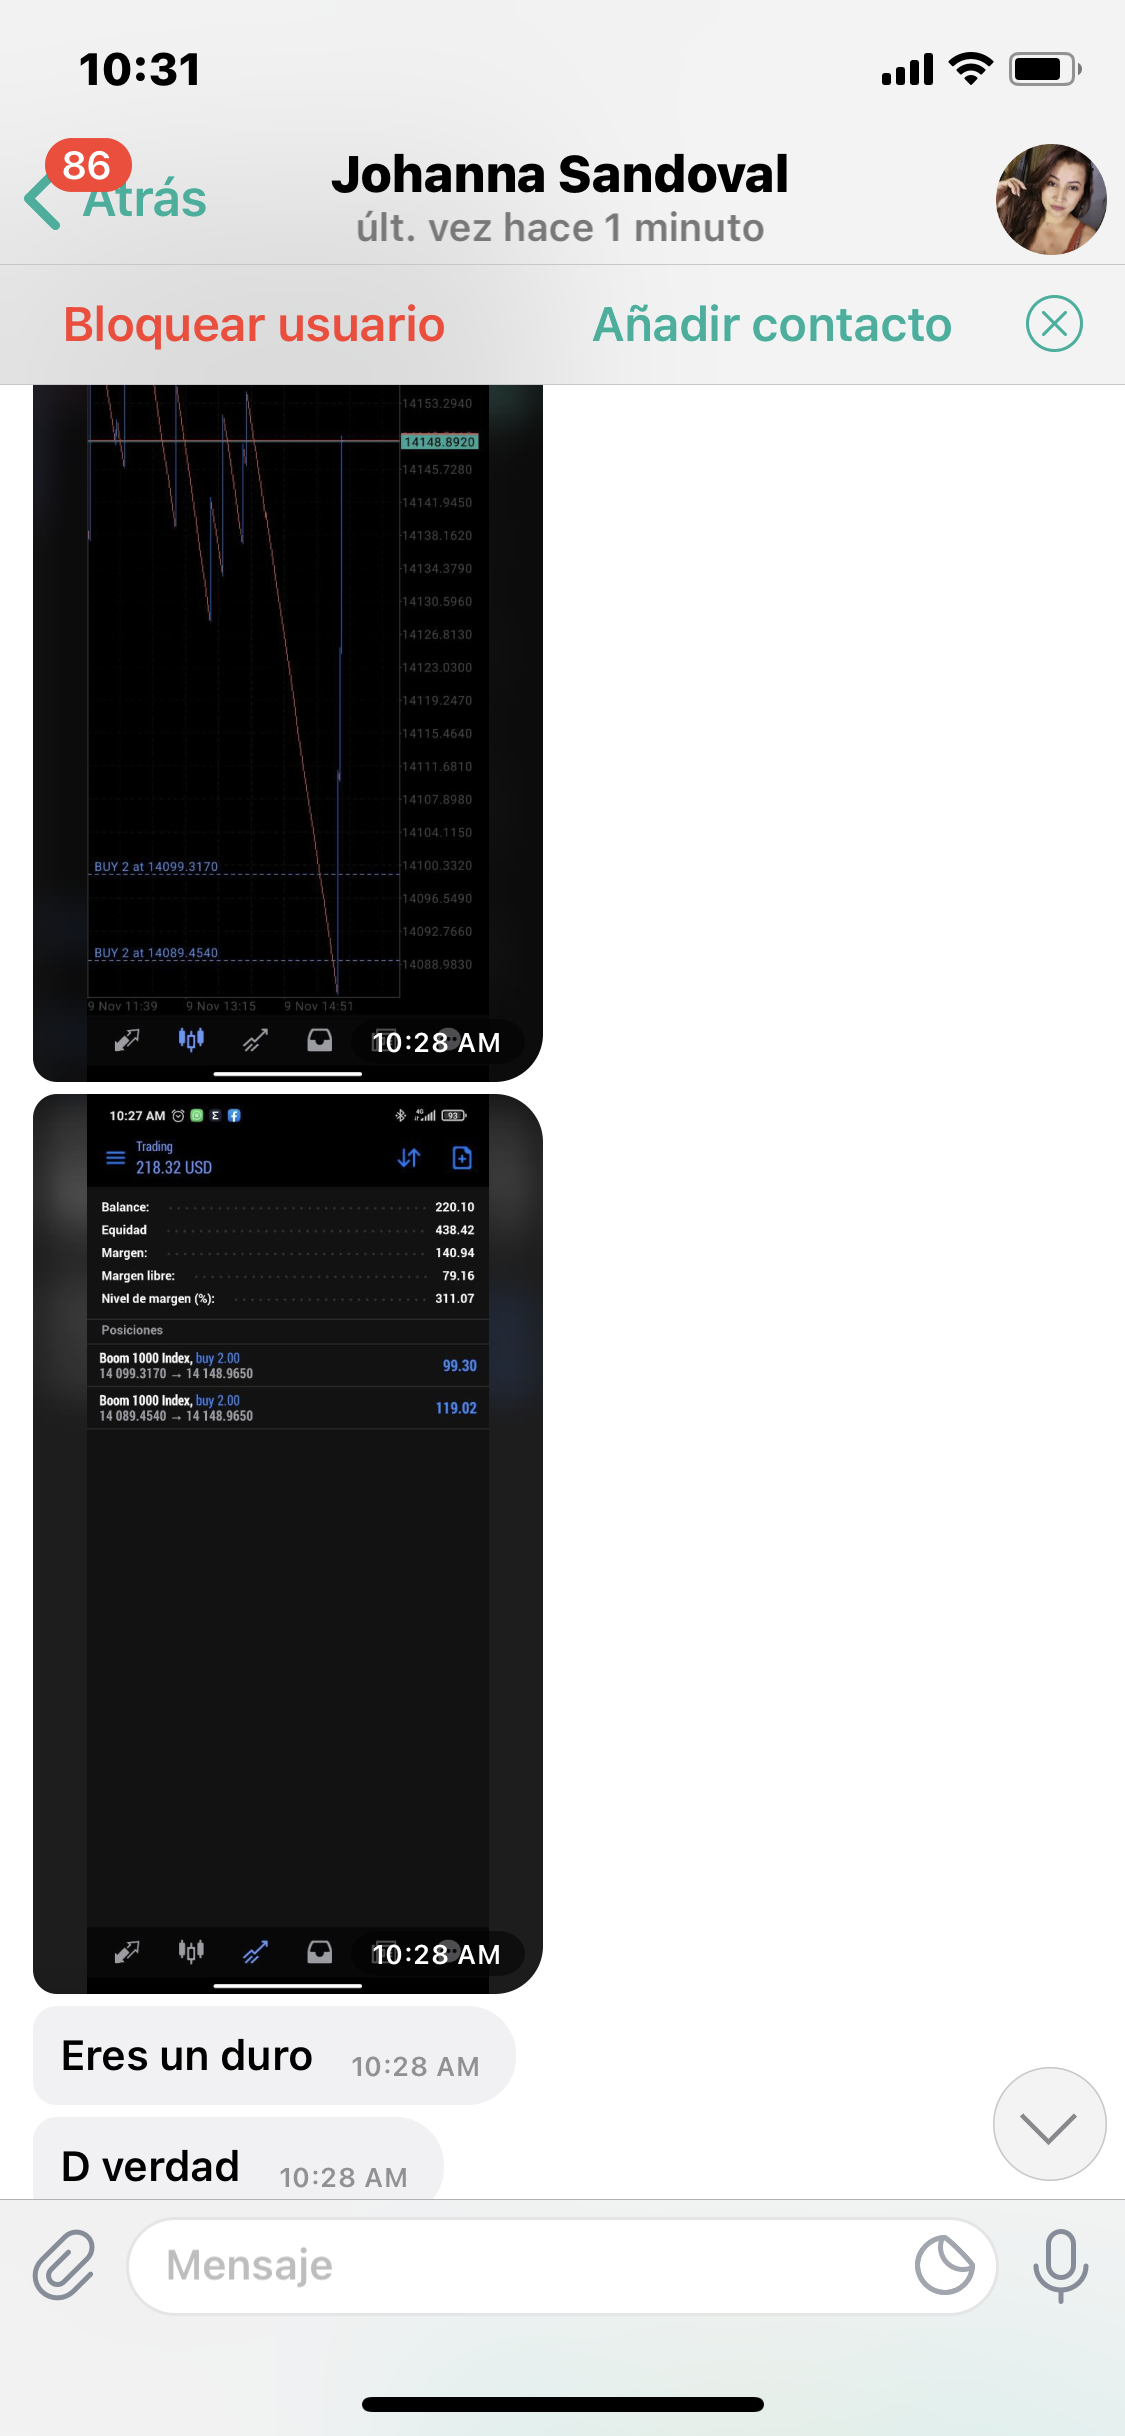 10:31
86
Atrás
Johanna Sandoval
últ. vez hace 1 minuto
Bloquear usuario
Añadir contacto
14153.2940
14148.8920
14145.7280
14141.9450
14138.1620
14134.3790
14130.5960
14126.8130
14123.0300
14119.2470
14115.4640
14111.6810
14107.8980
14104.1150
BUY 2 at 14099.3170
14100.3320
14096.5490
14092.7660
BUY 2 at 14089.4540
14088.9830
9 Nov 11:39 9 Nov 13:15 9 Nov 14:51
10:28 AM
10:27 AM
4G
93
Trading
218.32 USD
Balance: 220.10
Equidad 438.42
Margen: 140.94
Margen libre: 79.16
Nivel de margen (%): 311.07
Posiciones
Boom 1000 Index, buy 2.00
14 099.3170 → 14 148.9650
99.30
Boom 1000 Index, buy 2.00
14 089.4540 → 14 148.9650
119.02
10:28 AM
Eres un duro 10:28 AM
D verdad 10:28 AM
Mensaje